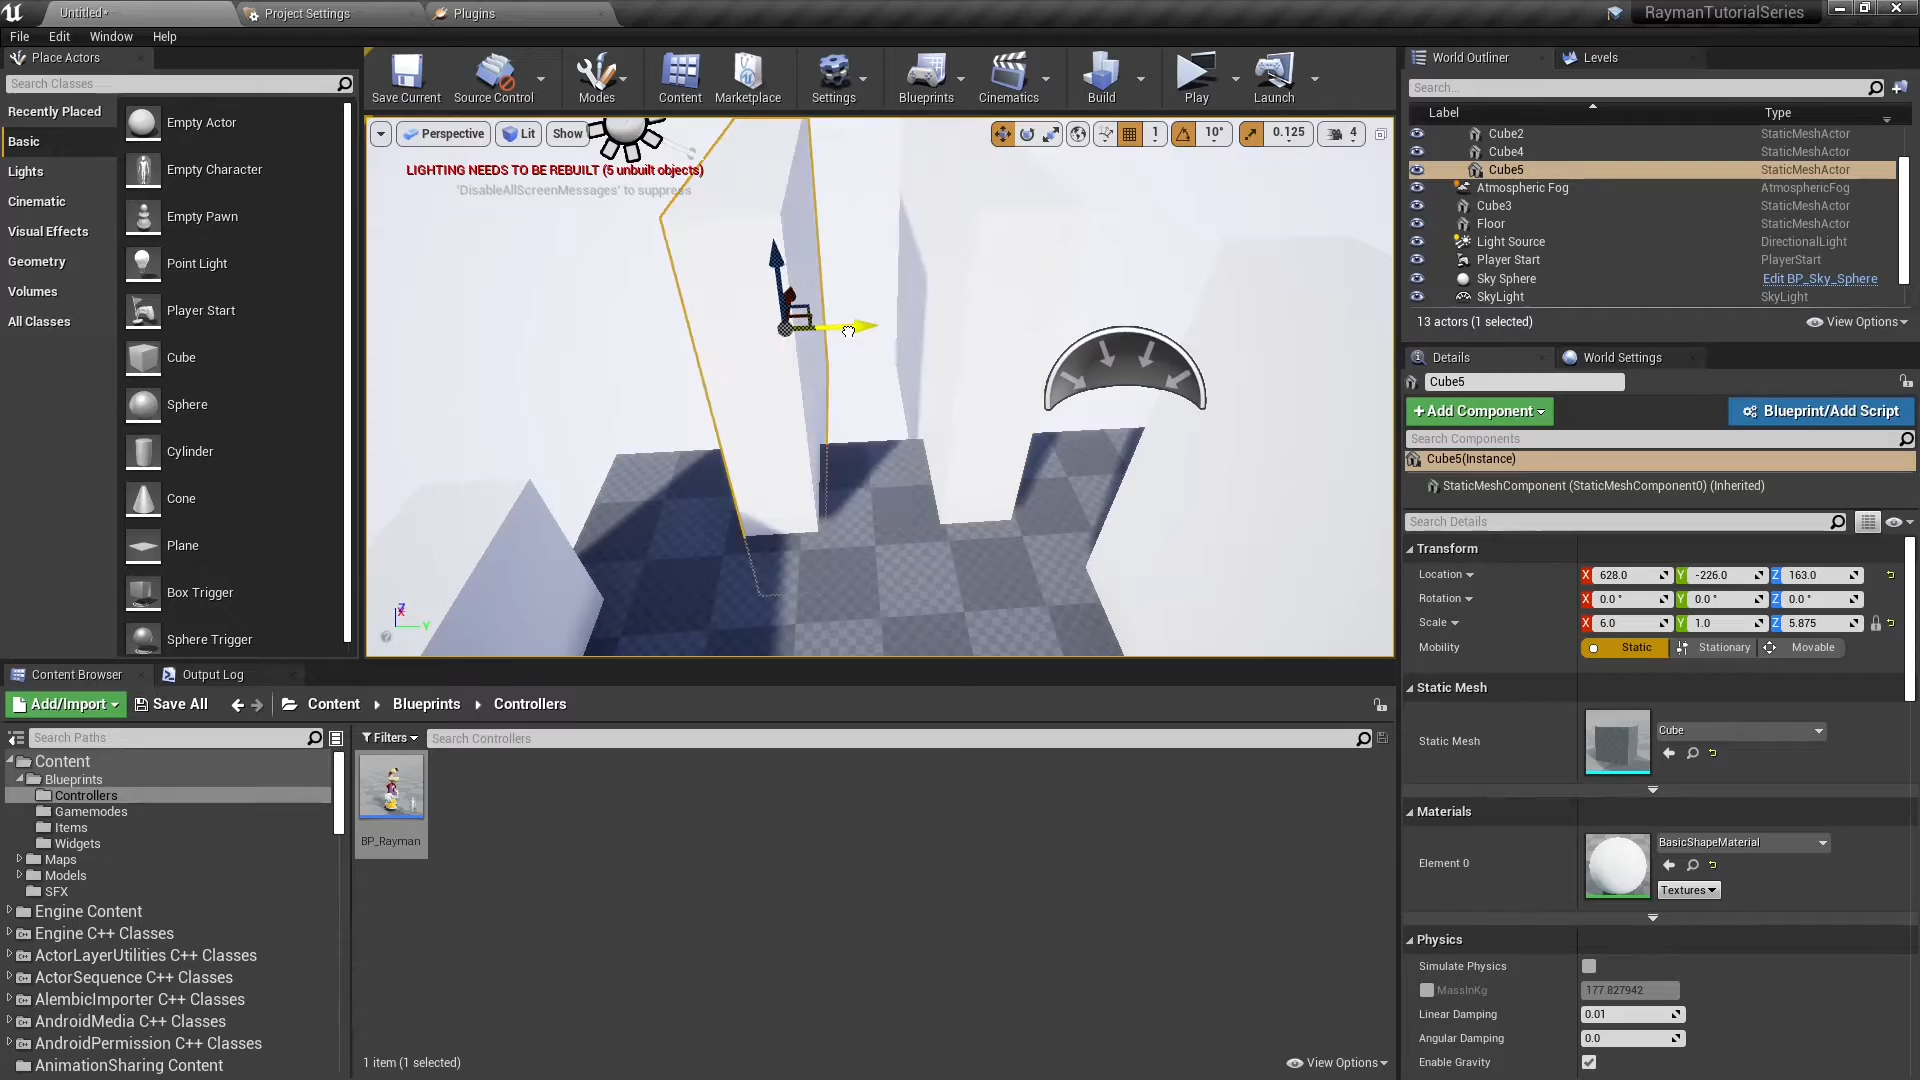 Untitled*
Project Settings
Plugins
RaymanTutorialSeries
File Edit Window Help
Place Actors
Search Classes
Recently Placed
Basic
Lights
Cinematic
Visual Effects
Geometry
Volumes
All Classes
Empty Actor
Empty Character
Empty Pawn
Point Light
Player Start
Cube
Sphere
Cylinder
Cone
Plane
Box Trigger
Sphere Trigger
Save Current
Source Control
Modes
Content
Marketplace
Settings
Blueprints
Cinematics
Build
Play
Launch
Perspective Lit Show
1 10° 0.125 4
LIGHTING NEEDS TO BE REBUILT (5 unbuilt objects)
'DisableAllScreenMessages' to suppress
Z
X
Y
World Outliner
Levels
Search...
Label Type
Cube2 StaticMeshActor
Cube4 StaticMeshActor
Cube5 StaticMeshActor
Atmospheric Fog AtmosphericFog
Cube3 StaticMeshActor
Floor StaticMeshActor
Light Source DirectionalLight
Player Start PlayerStart
Sky Sphere Edit BP_Sky_Sphere
SkyLight SkyLight
13 actors (1 selected) View Options
Details
World Settings
Cube5
+Add Component
Blueprint/Add Script
Search Components
Cube5(Instance)
StaticMeshComponent (StaticMeshComponent0) (Inherited)
Search Details
Transform
Location X 628.0 Y -226.0 Z 163.0
Rotation X 0.0 ° Y 0.0 ° Z 0.0 °
Scale X 6.0 Y 1.0 Z 5.875
Mobility Static Stationary Movable
Static Mesh
Static Mesh
Cube
Materials
Element 0
BasicShapeMaterial
Textures
Physics
Simulate Physics
MassInKg 177.827942
Linear Damping 0.01
Angular Damping 0.0
Enable Gravity
Content Browser
Output Log
Add/Import Save All Content Blueprints Controllers
Search Paths
Filters
Search Controllers
Content
Blueprints
Controllers
Gamemodes
Items
Widgets
Maps
Models
SFX
Engine Content
Engine C++ Classes
ActorLayerUtilities C++ Classes
ActorSequence C++ Classes
AlembicImporter C++ Classes
AndroidMedia C++ Classes
AndroidPermission C++ Classes
AnimationSharing Content
BP_Rayman
1 item (1 selected)
View Options